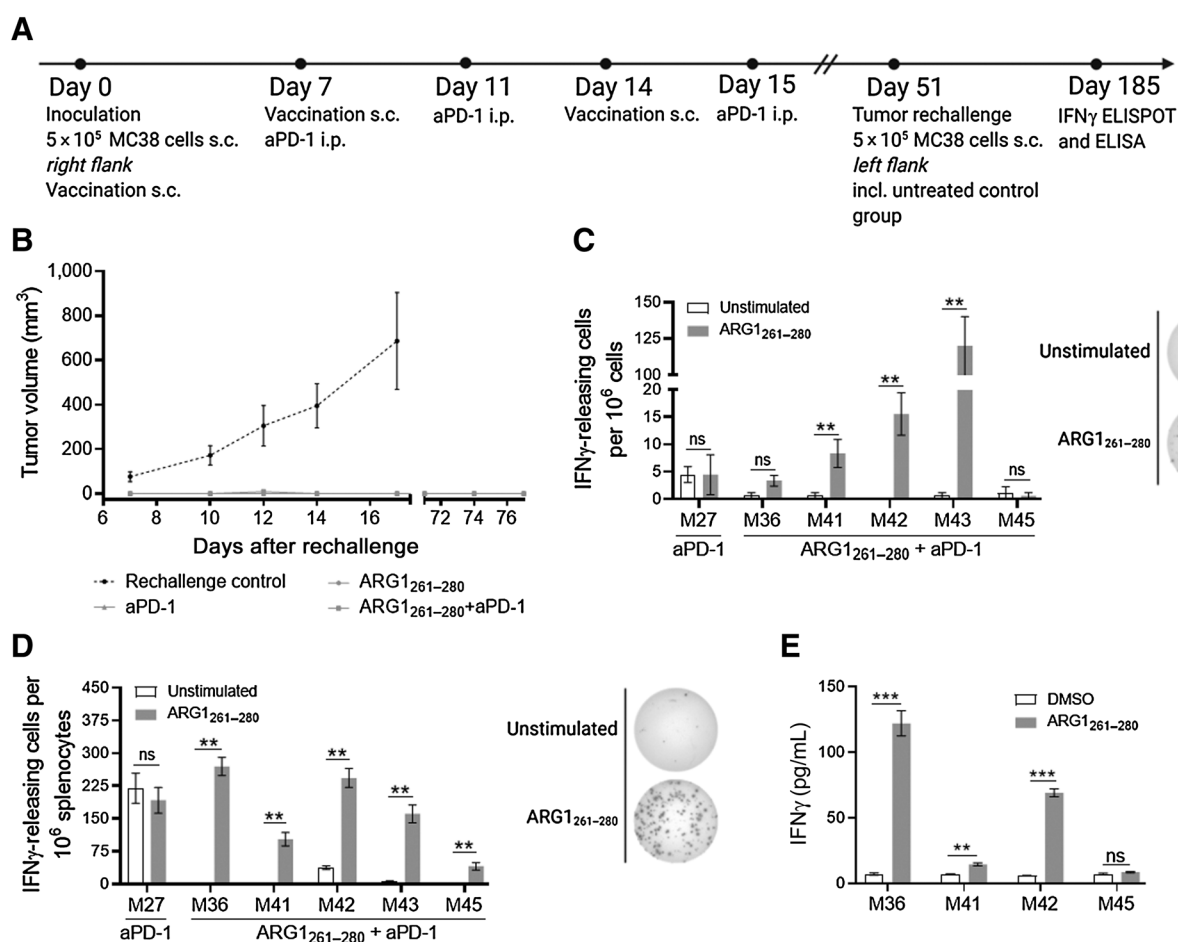 A
Day 0
Inoculation
5 × 10⁵ MC38 cells s.c.
right flank
Vaccination s.c.
Day 7
Vaccination s.c.
aPD-1 i.p.
Day 11
aPD-1 i.p.
Day 14
Vaccination s.c.
Day 15
aPD-1 i.p.
Day 51
Tumor rechallenge
5 × 10⁵ MC38 cells s.c.
left flank
incl. untreated control
group
Day 185
IFNγ ELISPOT
and ELISA
B
Tumor volume (mm³)
1,000
800
600
400
200
0
6 8 10 12 14 16 72 74 76
Days after rechallenge
Rechallenge control
aPD-1
ARG1₂₆₁₋₂₈₀
ARG1₂₆₁₋₂₈₀+aPD-1
C
IFNγ-releasing cells
per 10⁶ cells
150
125
100
20
15
10
5
0
Unstimulated
ARG1₂₆₁₋₂₈₀
ns ns ** ** ** ns
M27 M36 M41 M42 M43 M45
aPD-1 ARG1₂₆₁₋₂₈₀ + aPD-1
Unstimulated
ARG1₂₆₁₋₂₈₀
D
IFNγ-releasing cells per
10⁶ splenocytes
450
375
300
225
150
75
0
Unstimulated
ARG1₂₆₁₋₂₈₀
ns ** ** ** ** **
M27 M36 M41 M42 M43 M45
aPD-1 ARG1₂₆₁₋₂₈₀ + aPD-1
Unstimulated
ARG1₂₆₁₋₂₈₀
E
IFNγ (pg/mL)
150
100
50
0
DMSO
ARG1₂₆₁₋₂₈₀
*** ** *** ns
M36 M41 M42 M45